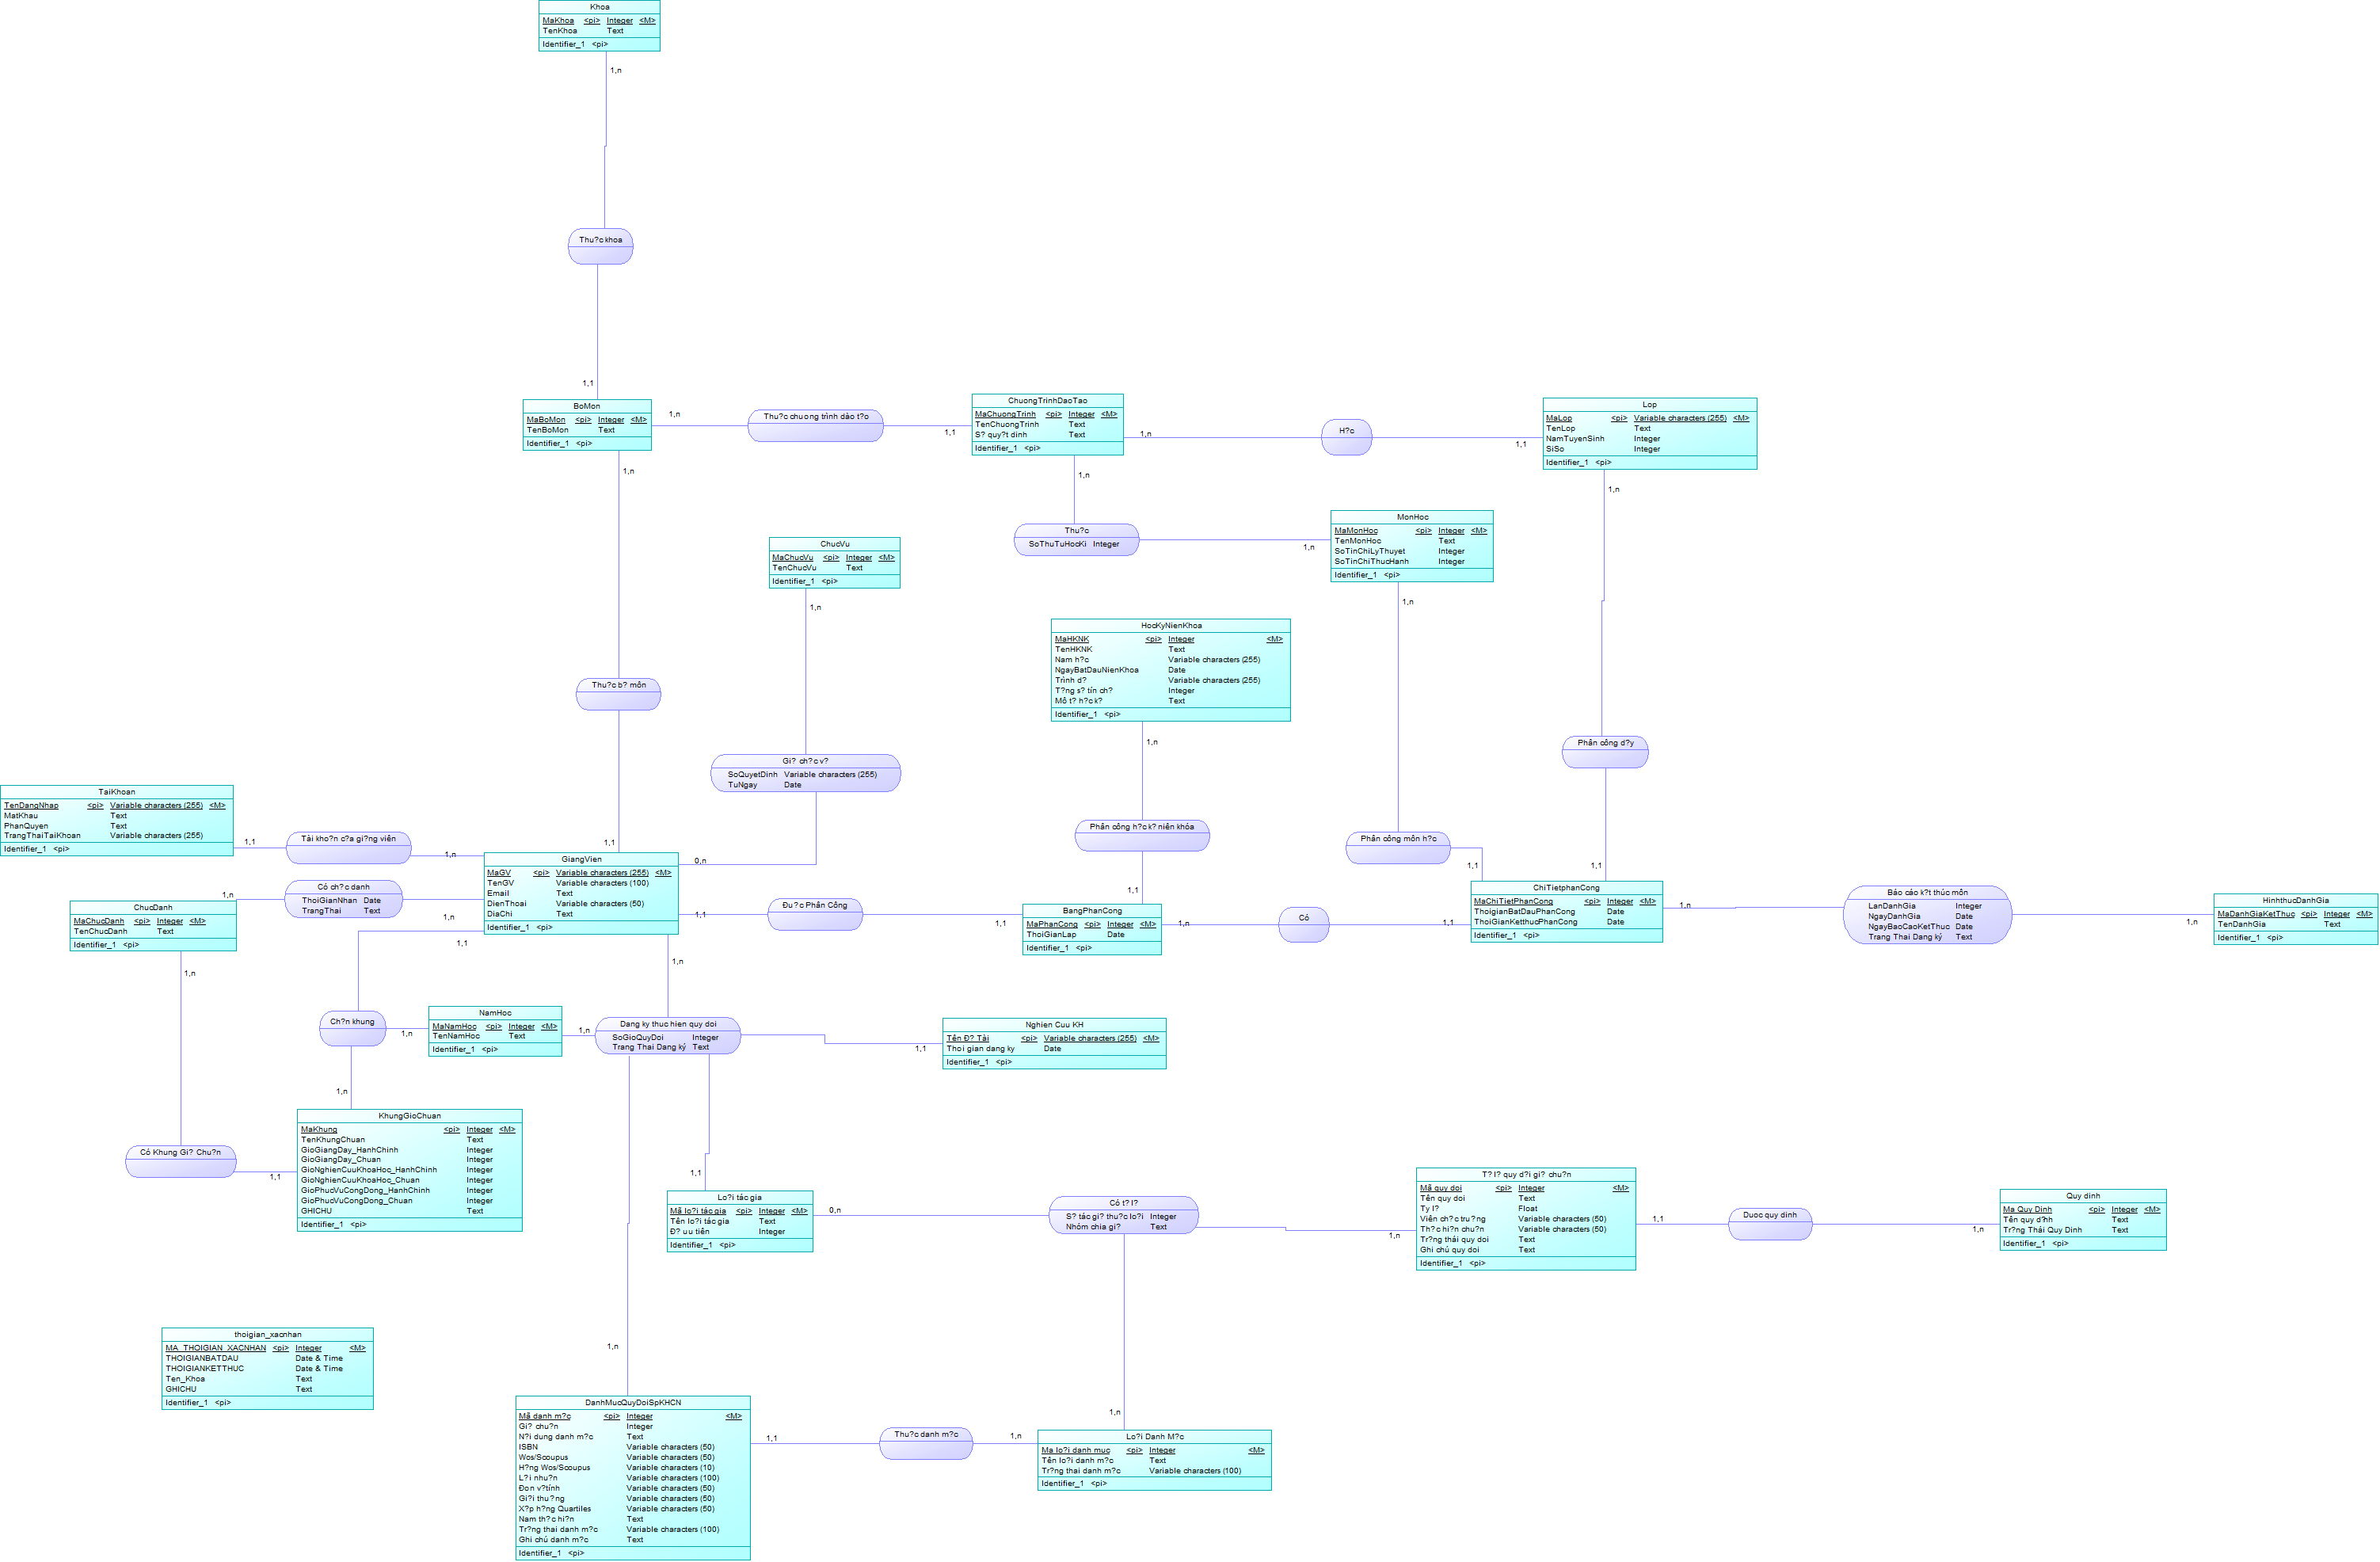 Khoa
MaKhoa <pi> Integer <M>
TenKhoa Text
Identifier_1 <pi>
1,n
Thu?c khoa
1,1
BoMon
MaBoMon <pi> Integer <M>
TenBoMon Text
Identifier_1 <pi>
1,n
Thu?c chuong trình dào t?o
1,1
ChuongTrinhDaoTao
MaChuongTrinh <pi> Integer <M>
TenChuongTrinh Text
S? quy?t dinh Text
Identifier_1 <pi>
1,n
H?c
1,1
Lop
MaLop <pi> Variable characters (255) <M>
TenLop Text
NamTuyenSinh Integer
SiSo Integer
Identifier_1 <pi>
1,n
1,n
1,n
Thu?c
SoThuTuHocKi Integer
1,n
MonHoc
MaMonHoc <pi> Integer <M>
TenMonHoc Text
SoTinChiLyThuyet Integer
SoTinChiThucHanh Integer
Identifier_1 <pi>
1,n
ChucVu
MaChucVu <pi> Integer <M>
TenChucVu Text
Identifier_1 <pi>
1,n
HocKyNienKhoa
MaHKNK <pi> Integer <M>
TenHKNK Text
Nam h?c Variable characters (255)
NgayBatDauNienKhoa Date
Trình d? Variable characters (255)
T?ng s? tín ch? Integer
Mô t? h?c k? Text
Identifier_1 <pi>
1,n
Thu?c b? môn
1,1
Gi? ch?c v?
SoQuyetDinh Variable characters (255)
TuNgay Date
0,n
Phân công d?y
1,1
Phân công h?c k? niên khóa
1,1
Phân công môn h?c
1,1
TaiKhoan
TenDangNhap <pi> Variable characters (255) <M>
MatKhau Text
PhanQuyen Text
TrangThaiTaiKhoan Variable characters (255)
Identifier_1 <pi>
1,1
Tài kho?n c?a gi?ng viên
1,n
GiangVien
MaGV <pi> Variable characters (255) <M>
TenGV Variable characters (100)
Email Text
DienThoai Variable characters (50)
DiaChi Text
Identifier_1 <pi>
1,n
Có ch?c danh
ThoiGianNhan Date
TrangThai Text
1,n
ChucDanh
MaChucDanh <pi> Integer <M>
TenChucDanh Text
Identifier_1 <pi>
1,n
1,1
1,1
Đu?c Phân Công
1,1
BangPhanCong
MaPhanCong <pi> Integer <M>
ThoiGianLap Date
Identifier_1 <pi>
1,n
Có
1,1
ChiTietphanCong
MaChiTietPhanCong <pi> Integer <M>
ThoigianBatDauPhanCong Date
ThoiGianKetthucPhanCong Date
Identifier_1 <pi>
1,n
Báo cáo k?t thúc môn
LanDanhGia Integer
NgayDanhGia Date
NgayBaoCaoKetThuc Date
Trang Thai Dang ký Text
1,n
HinhthucDanhGia
MaDanhGiaKetThuc <pi> Integer <M>
TenDanhGia Text
Identifier_1 <pi>
1,n
Ch?n khung
1,n
NamHoc
MaNamHoc <pi> Integer <M>
TenNamHoc Text
Identifier_1 <pi>
1,n
Dang ky thuc hien quy doi
SoGioQuyDoi Integer
Trang Thai Dang ký Text
1,1
Nghien Cuu KH
Tên Đ? Tài <pi> Variable characters (255) <M>
Thoi gian dang ky Date
Identifier_1 <pi>
1,n
KhungGioChuan
MaKhung <pi> Integer <M>
TenKhungChuan Text
GioGiangDay_HanhChinh Integer
GioGiangDay_Chuan Integer
GioNghienCuuKhoaHoc_HanhChinh Integer
GioNghienCuuKhoaHoc_Chuan Integer
GioPhucVuCongDong_HanhChinh Integer
GioPhucVuCongDong_Chuan Integer
GHICHU Text
Identifier_1 <pi>
Có Khung Gi? Chu?n
1,1
1,1
Lo?i tác gia
Mã lo?i tác gia <pi> Integer <M>
Tên lo?i tác gia Text
Đ? uu tiên Integer
Identifier_1 <pi>
0,n
Có t? l?
S? tác gi? thu?c lo?i Integer
Nhóm chia gi? Text
1,n
T? l? quy d?i gi? chu?n
Mã quy doi <pi> Integer <M>
Tên quy doi Text
Ty l? Float
Viên ch?c tru?ng Variable characters (50)
Th?c hi?n chu?n Variable characters (50)
Tr?ng thái quy doi Text
Ghi chú quy doi Text
Identifier_1 <pi>
1,1
Duoc quy dinh
1,n
Quy dinh
Ma Quy Dinh <pi> Integer <M>
Tên quy d?nh Text
Tr?ng Thái Quy Dinh Text
Identifier_1 <pi>
thoigian_xacnhan
MA_THOIGIAN_XACNHAN <pi> Integer <M>
THOIGIANBATDAU Date & Time
THOIGIANKETTHUC Date & Time
Ten_Khoa Text
GHICHU Text
Identifier_1 <pi>
1,n
DanhMucQuyDoiSpKHCN
Mã danh m?c <pi> Integer <M>
Gi? chu?n Integer
N?i dung danh m?c Text
ISBN Variable characters (50)
Wos/Scoupus Variable characters (50)
H?ng Wos/Scoupus Variable characters (10)
L?i nhu?n Variable characters (100)
Đon v?tính Variable characters (50)
Gi?i thu?ng Variable characters (50)
X?p h?ng Quartiles Variable characters (50)
Nam th?c hi?n Text
Tr?ng thai danh m?c Variable characters (100)
Ghi chú danh m?c Text
Identifier_1 <pi>
1,1
Thu?c danh m?c
1,n
1,n
Lo?i Danh M?c
Ma lo?i danh muc <pi> Integer <M>
Tên lo?i danh m?c Text
Tr?ng thai danh m?c Variable characters (100)
Identifier_1 <pi>